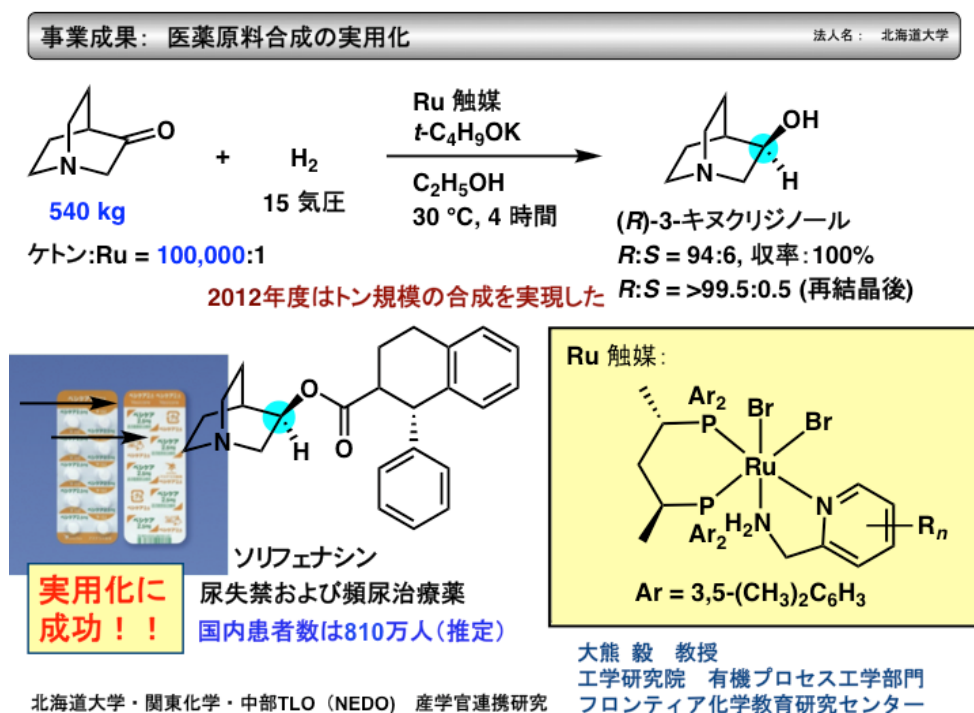 事業成果： 医薬原料合成の実用化
法人名： 北海道大学
O
N
540 kg
+
H2
15 気圧
Ru 触媒
t-C4H9OK
C2H5OH
30 °C, 4 時間
OH
N
H
ケトン:Ru = 100,000:1
(R)-3-キヌクリジノール
R:S = 94:6, 収率：100%
R:S = >99.5:0.5 (再結晶後)
2012年度はトン規模の合成を実現した
O
N
H
O
ソリフェナシン
尿失禁および頻尿治療薬
国内患者数は810万人（推定）
実用化に
成功！！
Ru 触媒：
Ar2
P
Br
Br
Ru
P
Ar2
H2N
N
Rn
Ar = 3,5-(CH3)2C6H3
大熊 毅 教授
工学研究院 有機プロセス工学部門
フロンティア化学教育研究センター
北海道大学・関東化学・中部TLO（NEDO) 産学官連携研究